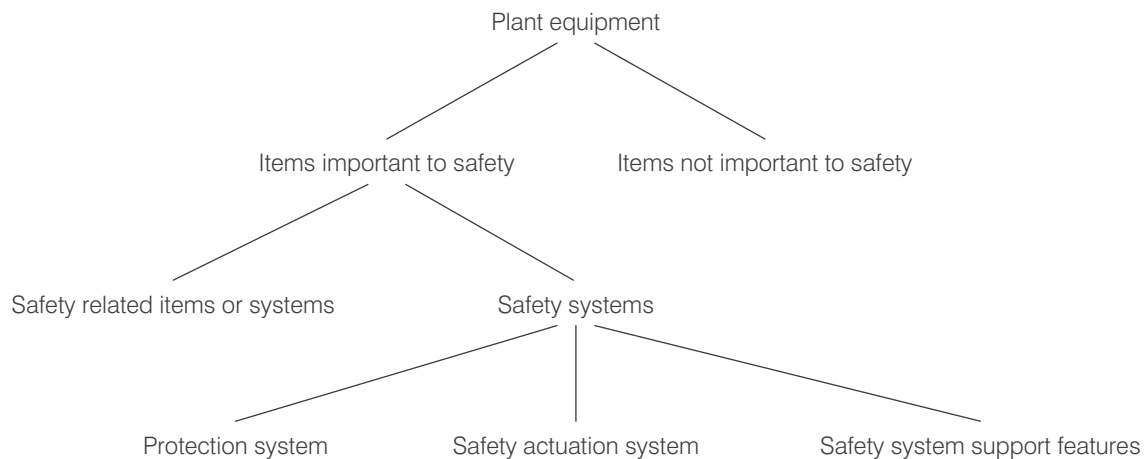 Plant equipment
Items important to safety
Items not important to safety
Safety related items or systems
Safety systems
Protection system
Safety actuation system
Safety system support features